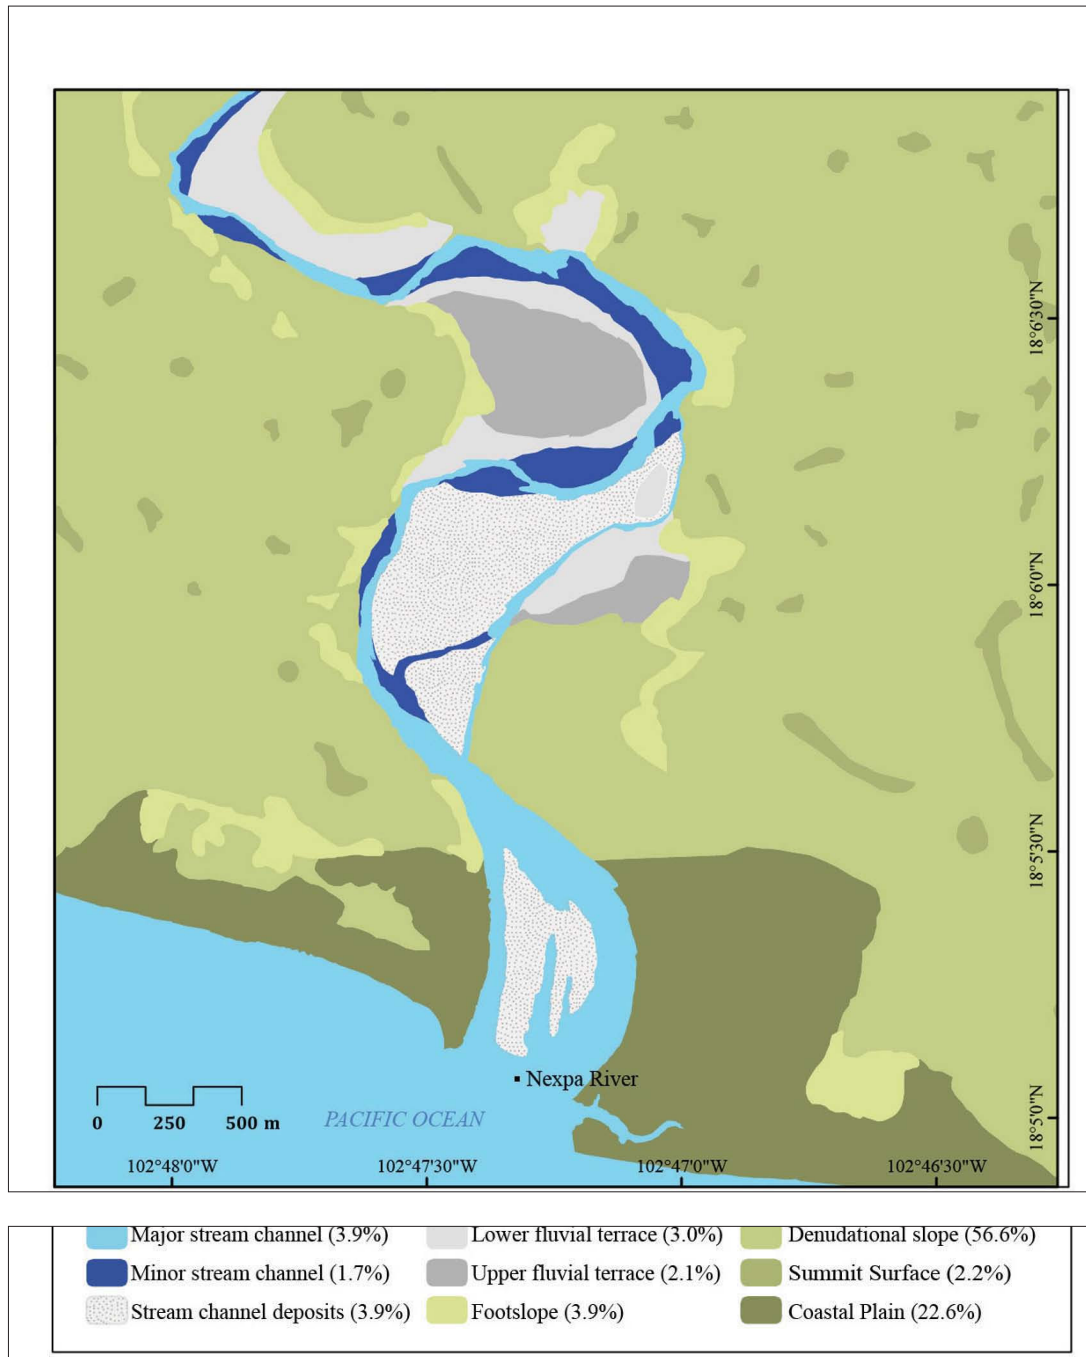 18°6'30"N
18°6'0"N
18°5'30"N
Nexpa River
0 250 500 m
PACIFIC OCEAN
18°5'0"N
102°48'0"W 102°47'30"W 102°47'0"W 102°46'30"W
Major stream channel (3.9%) Lower fluvial terrace (3.0%) Denudational slope (56.6%)
Minor stream channel (1.7%) Upper fluvial terrace (2.1%) Summit Surface (2.2%)
Stream channel deposits (3.9%) Footslope (3.9%) Coastal Plain (22.6%)